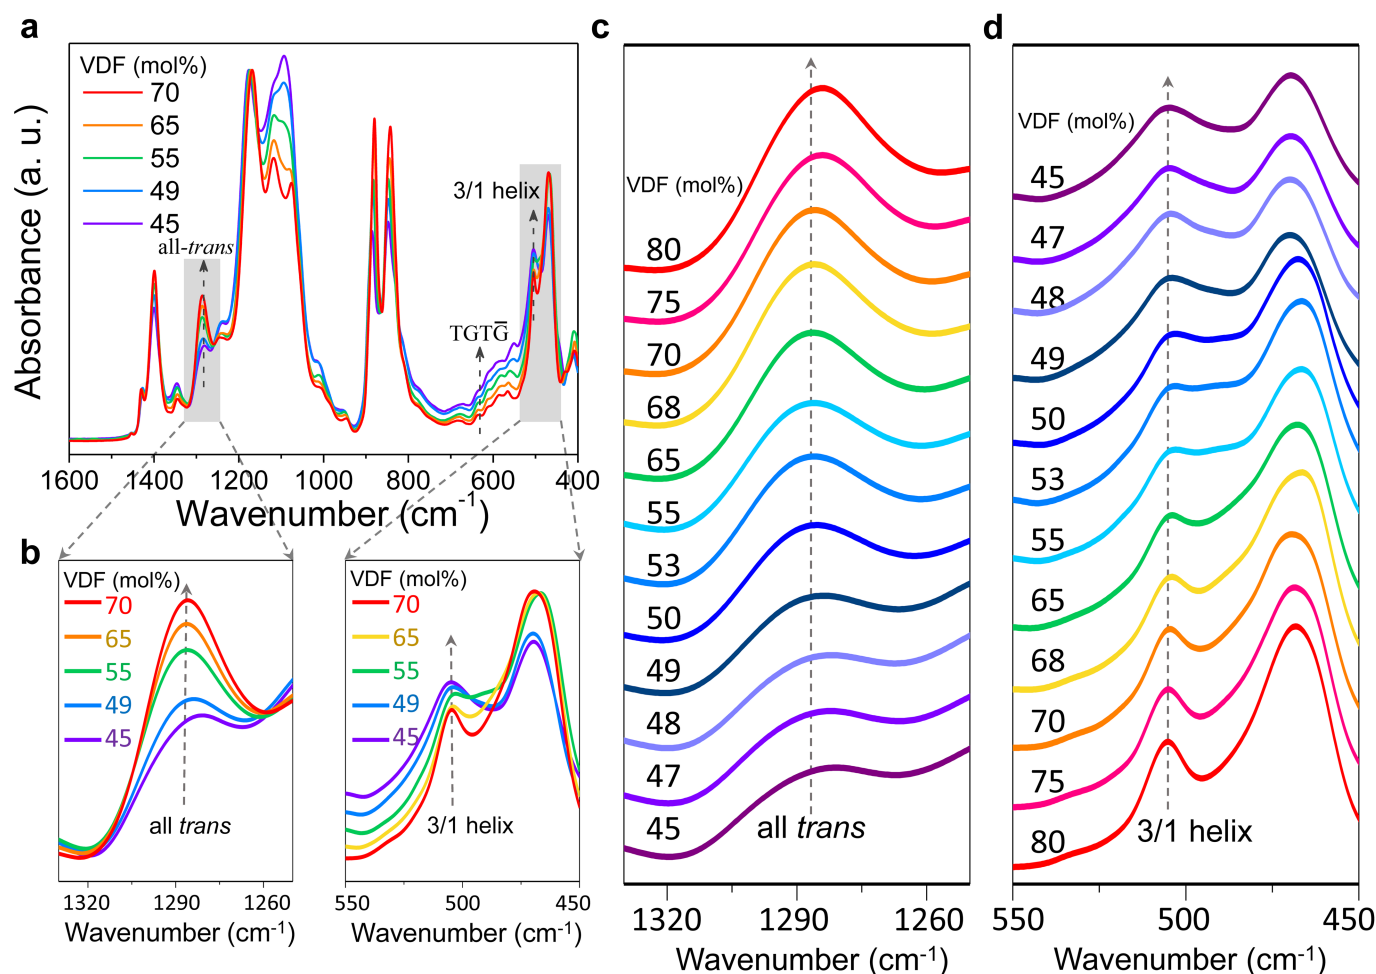 a
VDF (mol%)
70
65
55
49
45
all-trans
3/1 helix
TGTG̅
Absorbance (a. u.)
1600 1400 1200 1000 800 600 400
Wavenumber (cm-1)
b
VDF (mol%)
70
65
55
49
45
all trans
1320 1290 1260
Wavenumber (cm-1)
VDF (mol%)
70
65
55
49
45
3/1 helix
550 500 450
Wavenumber (cm-1)
c
VDF (mol%)
80
75
70
68
65
55
53
50
49
48
47
45
all trans
1320 1290 1260
Wavenumber (cm-1)
d
VDF (mol%)
45
47
48
49
50
53
55
65
68
70
75
80
3/1 helix
550 500 450
Wavenumber (cm-1)